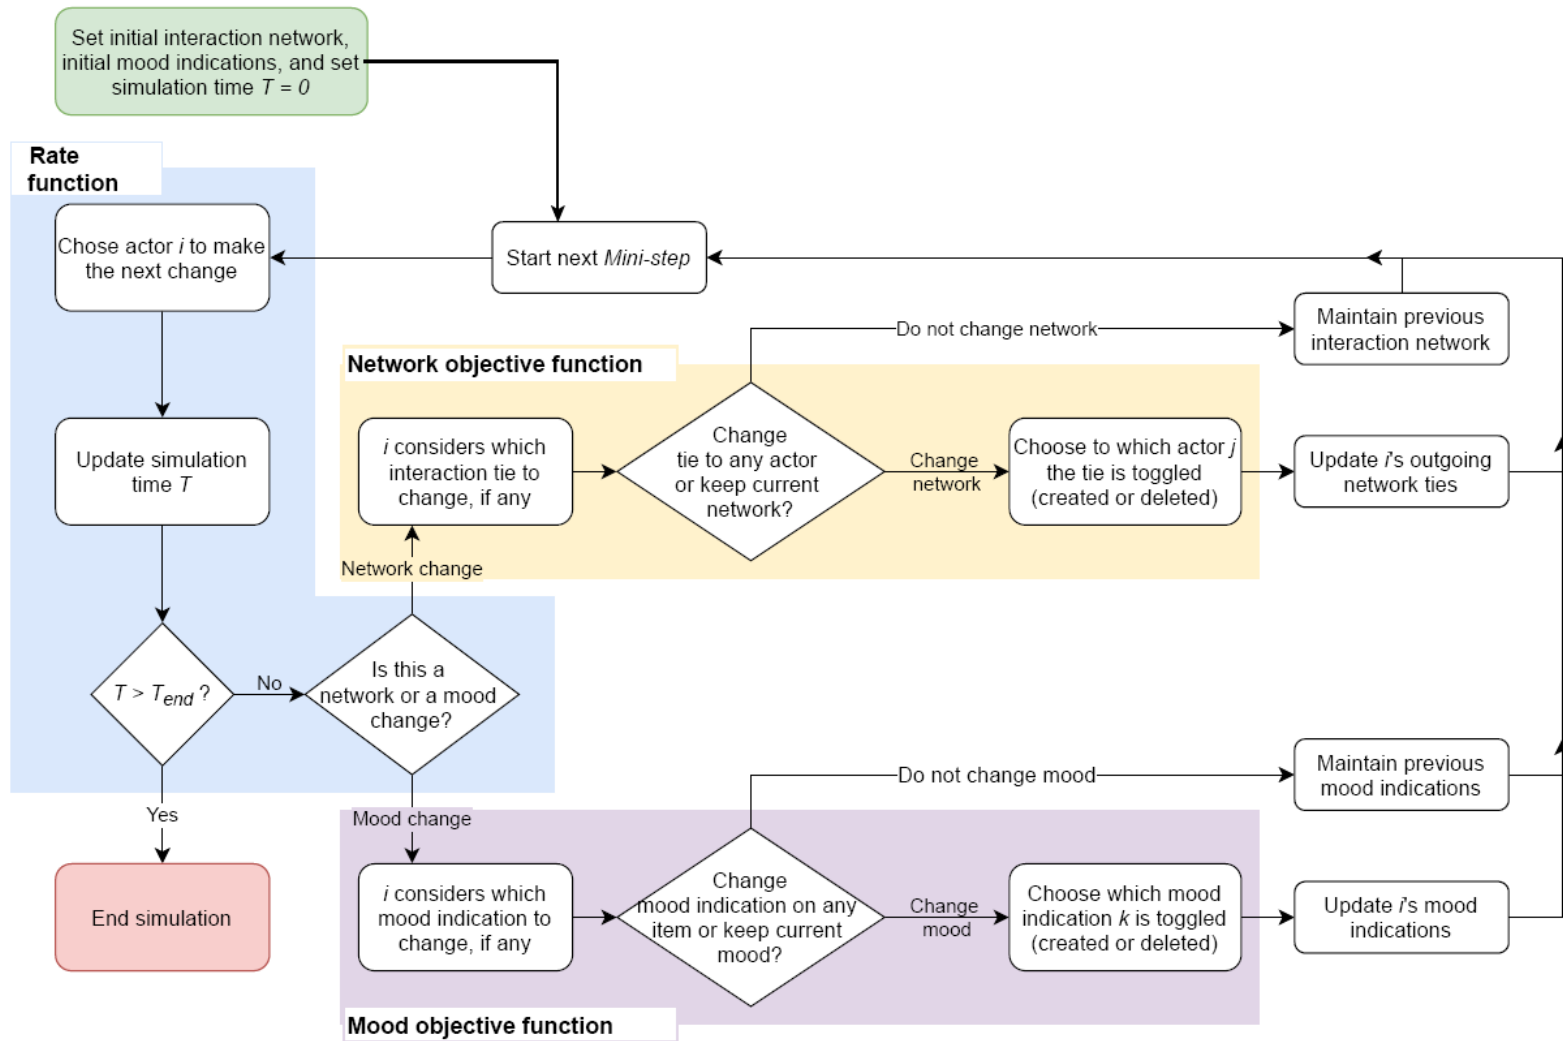 Set initial interaction network,
initial mood indications, and set
simulation time T = 0
Rate
function
Chose actor i to make
the next change
Start next Mini-step
Update simulation
time T
T > T_end ?
No
Yes
End simulation
Is this a
network or a mood
change?
Network change
Mood change
Network objective function
i considers which
interaction tie to
change, if any
Change
tie to any actor
or keep current
network?
Do not change network
Change
network
Choose to which actor j
the tie is toggled
(created or deleted)
Maintain previous
interaction network
Update i's outgoing
network ties
i considers which
mood indication to
change, if any
Change
mood indication on any
item or keep current
mood?
Do not change mood
Change
mood
Choose which mood
indication k is toggled
(created or deleted)
Maintain previous
mood indications
Update i's mood
indications
Mood objective function